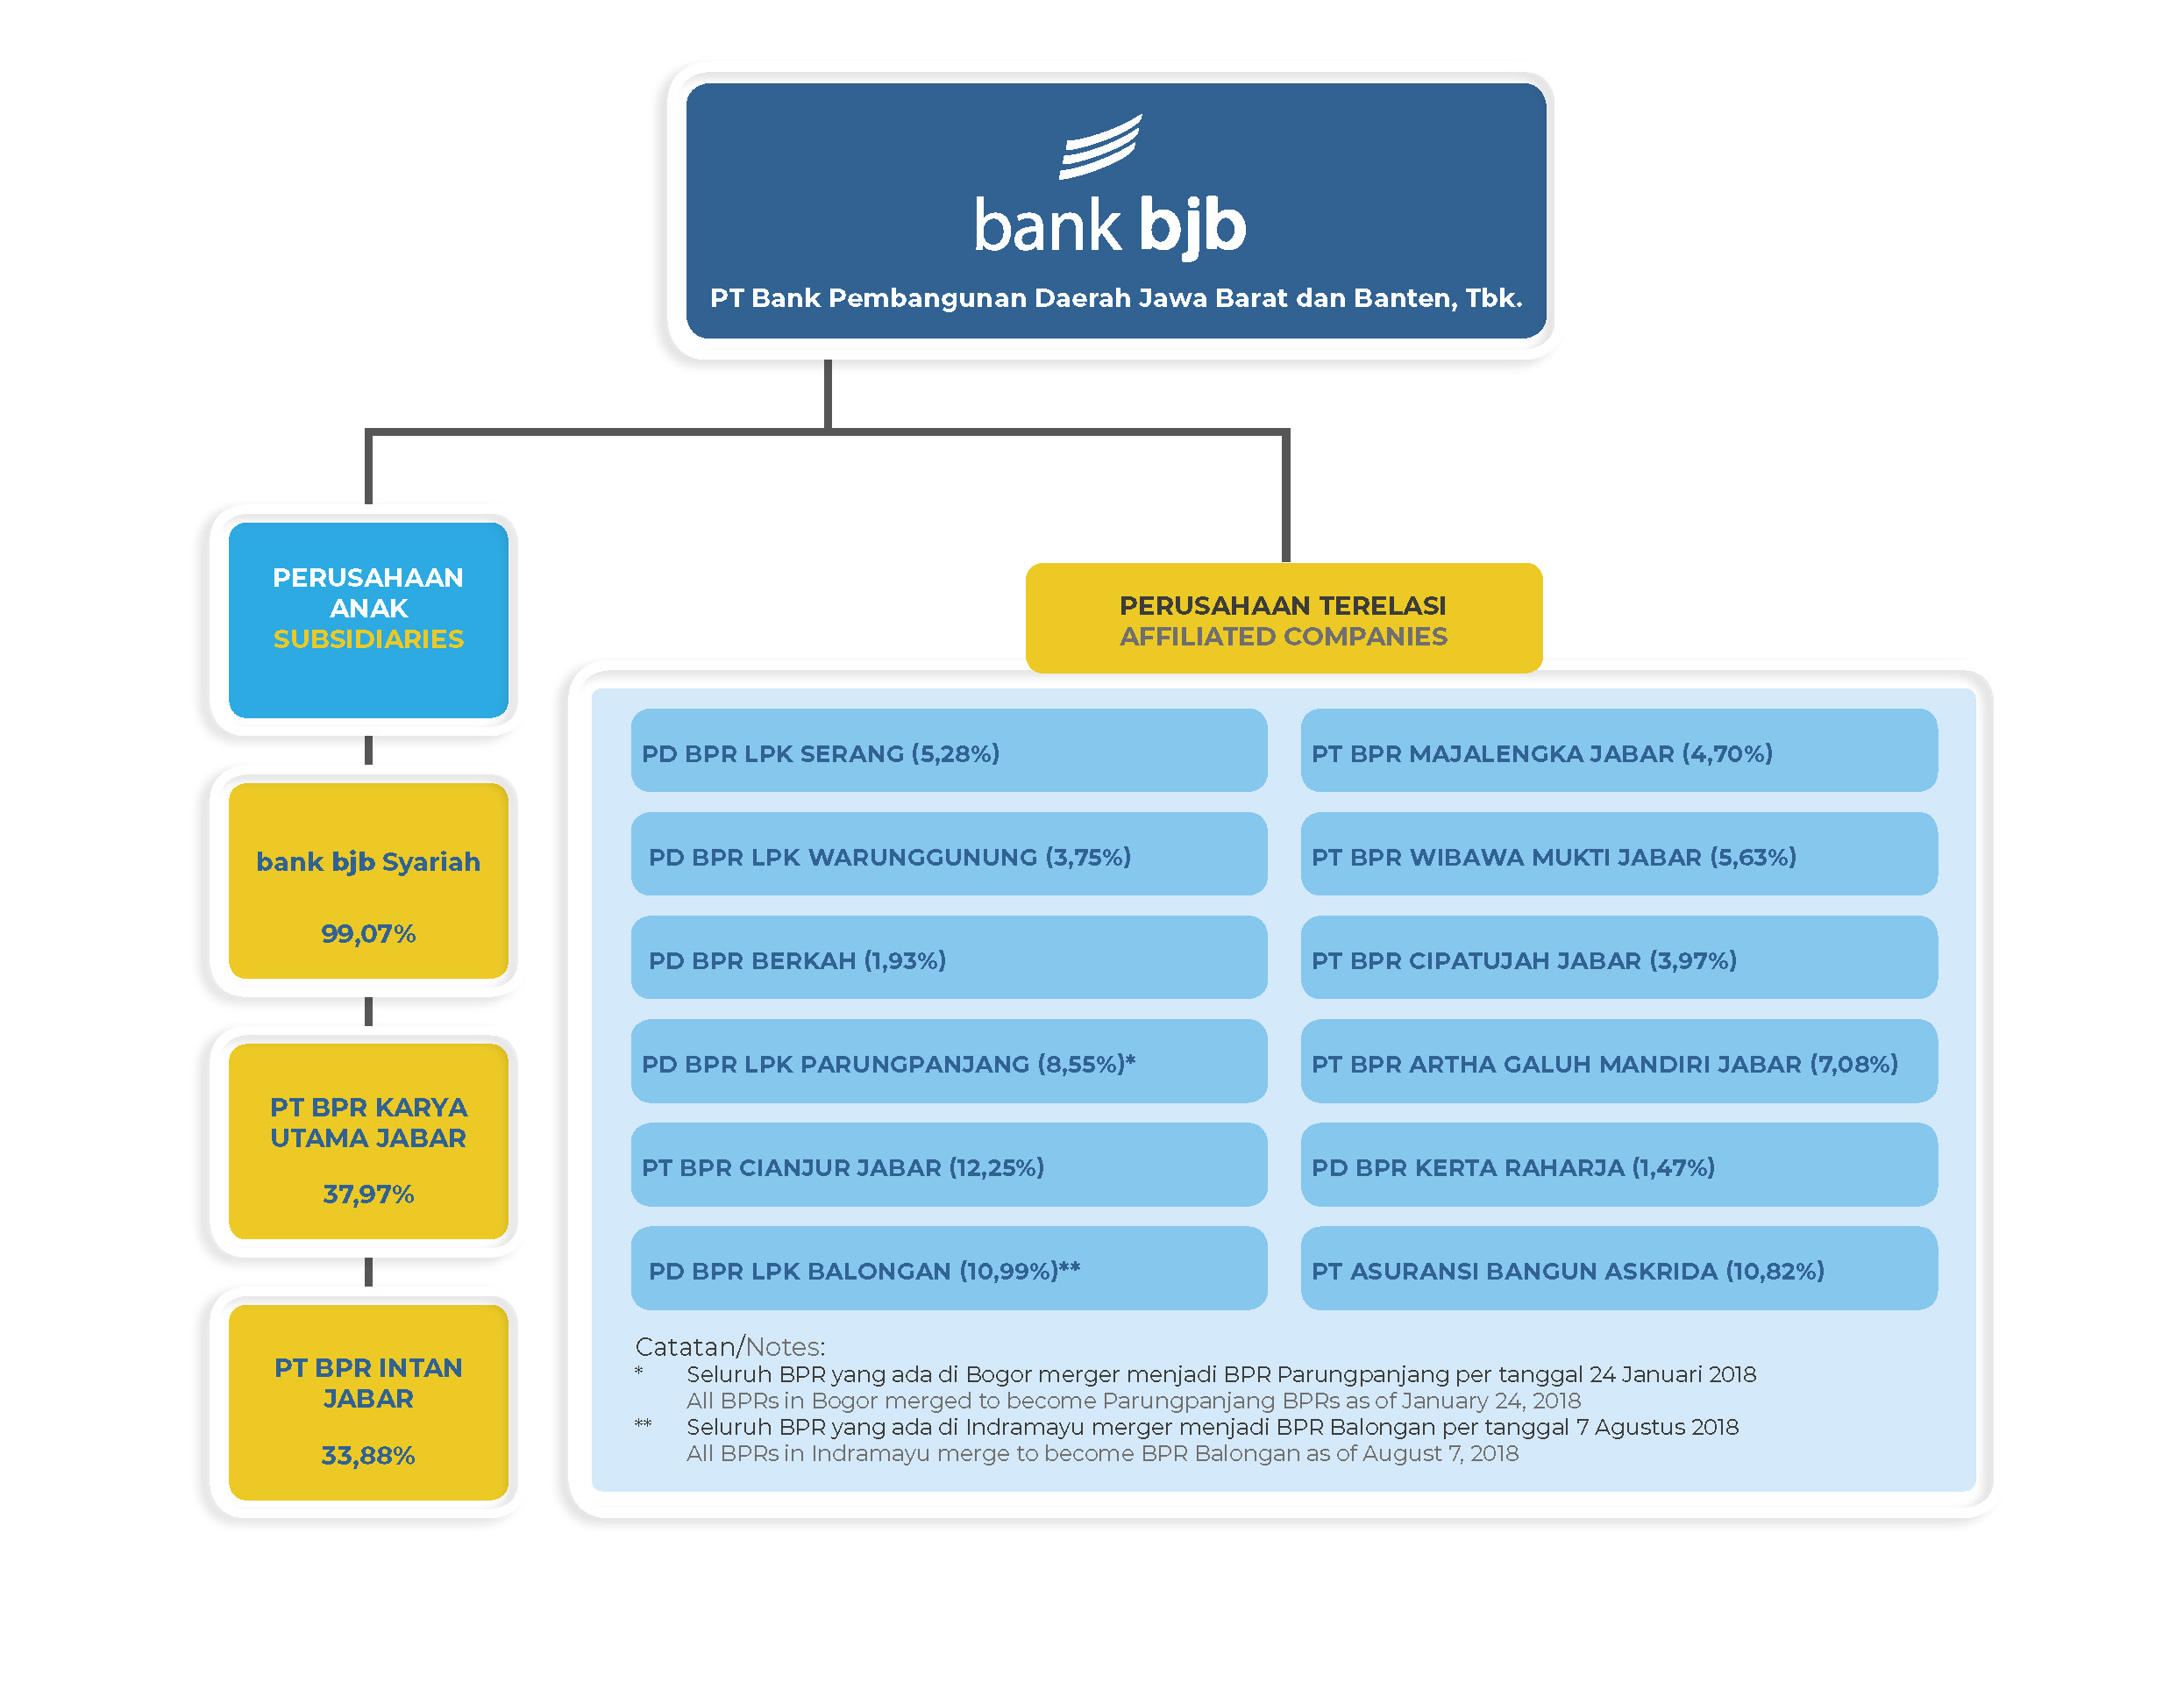 bank bjb
PT Bank Pembangunan Daerah Jawa Barat dan Banten, Tbk.
PERUSAHAAN
ANAK
SUBSIDIARIES
bank bjb Syariah
99,07%
PT BPR KARYA
UTAMA JABAR
37,97%
PT BPR INTAN
JABAR
33,88%
PERUSAHAAN TERELASI
AFFILIATED COMPANIES
PD BPR LPK SERANG (5,28%)
PT BPR MAJALENGKA JABAR (4,70%)
PD BPR LPK WARUNGGUNUNG (3,75%)
PT BPR WIBAWA MUKTI JABAR (5,63%)
PD BPR BERKAH (1,93%)
PT BPR CIPATUJAH JABAR (3,97%)
PD BPR LPK PARUNGPANJANG (8,55%)*
PT BPR ARTHA GALUH MANDIRI JABAR (7,08%)
PT BPR CIANJUR JABAR (12,25%)
PD BPR KERTA RAHARJA (1,47%)
PD BPR LPK BALONGAN (10,99%)**
PT ASURANSI BANGUN ASKRIDA (10,82%)
Catatan/Notes:
* Seluruh BPR yang ada di Bogor merger menjadi BPR Parungpanjang per tanggal 24 Januari 2018
All BPRs in Bogor merged to become Parungpanjang BPRs as of January 24, 2018
** Seluruh BPR yang ada di Indramayu merger menjadi BPR Balongan per tanggal 7 Agustus 2018
All BPRs in Indramayu merge to become BPR Balongan as of August 7, 2018